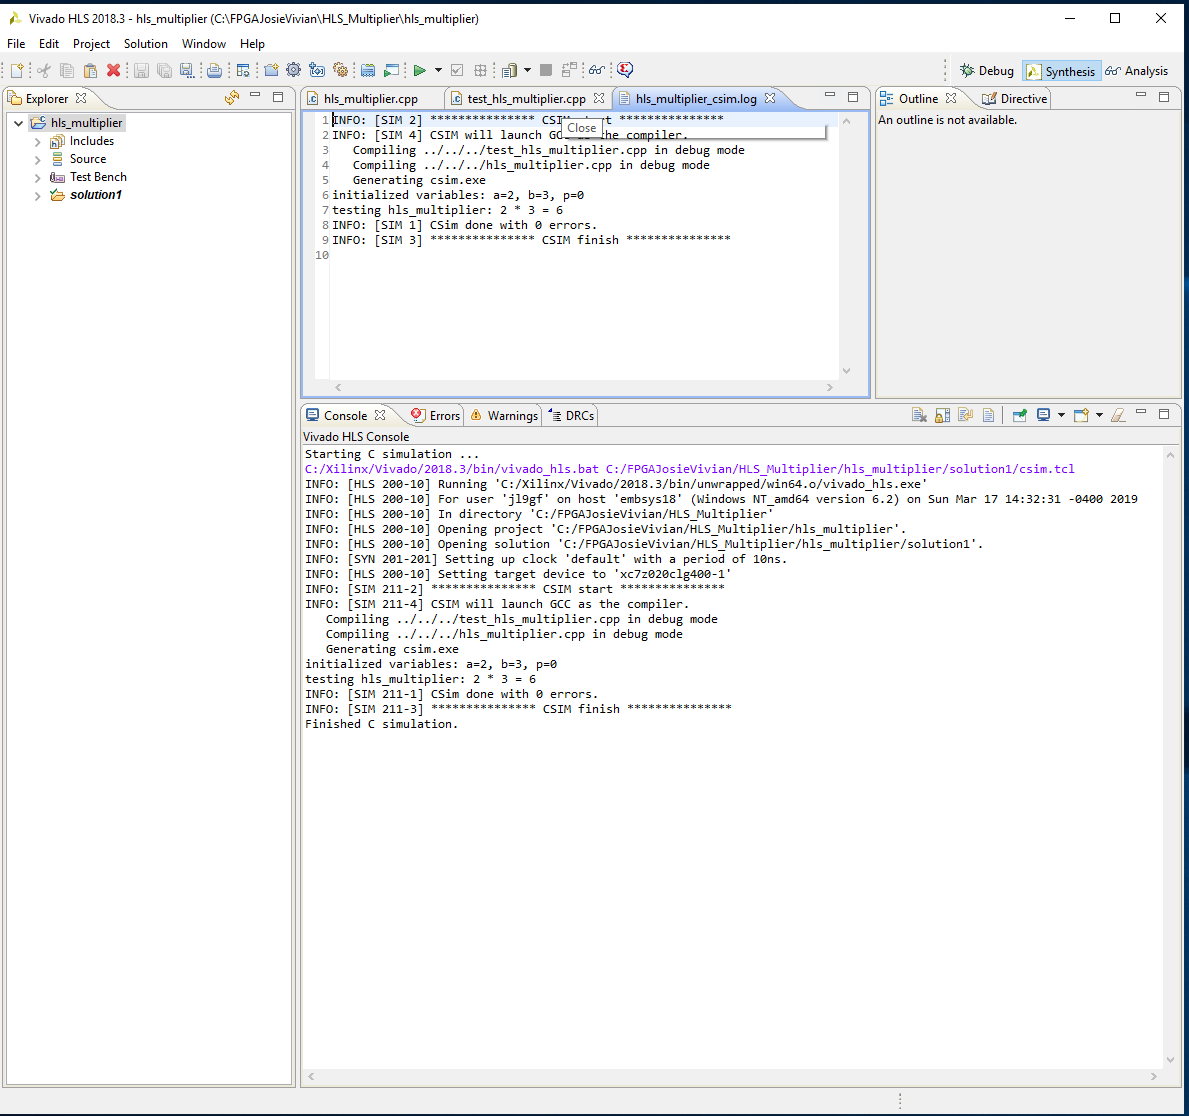 Vivado HLS 2018.3 - hls_multiplier (C:\FPGAJosieVivian\HLS_Multiplier\hls_multiplier)
File Edit Project Solution Window Help
Debug Synthesis Analysis
Explorer
hls_multiplier
Includes
Source
Test Bench
solution1
hls_multiplier.cpp test_hls_multiplier.cpp hls_multiplier_csim.log
1 INFO: [SIM 2] *************** CSIM start ***************
Close
2 INFO: [SIM 4] CSIM will launch GCC as the compiler.
3 Compiling ../../../test_hls_multiplier.cpp in debug mode
4 Compiling ../../../hls_multiplier.cpp in debug mode
5 Generating csim.exe
6 initialized variables: a=2, b=3, p=0
7 testing hls_multiplier: 2 * 3 = 6
8 INFO: [SIM 1] CSim done with 0 errors.
9 INFO: [SIM 3] *************** CSIM finish ***************
10
Outline Directive
An outline is not available.
Console Errors Warnings DRCs
Vivado HLS Console
Starting C simulation ...
C:/Xilinx/Vivado/2018.3/bin/vivado_hls.bat C:/FPGAJosieVivian/HLS_Multiplier/hls_multiplier/solution1/csim.tcl
INFO: [HLS 200-10] Running 'C:/Xilinx/Vivado/2018.3/bin/unwrapped/win64.o/vivado_hls.exe'
INFO: [HLS 200-10] For user 'jl9gf' on host 'embsys18' (Windows NT_amd64 version 6.2) on Sun Mar 17 14:32:31 -0400 2019
INFO: [HLS 200-10] In directory 'C:/FPGAJosieVivian/HLS_Multiplier'
INFO: [HLS 200-10] Opening project 'C:/FPGAJosieVivian/HLS_Multiplier/hls_multiplier'.
INFO: [HLS 200-10] Opening solution 'C:/FPGAJosieVivian/HLS_Multiplier/hls_multiplier/solution1'.
INFO: [SYN 201-201] Setting up clock 'default' with a period of 10ns.
INFO: [HLS 200-10] Setting target device to 'xc7z020clg400-1'
INFO: [SIM 211-2] *************** CSIM start ***************
INFO: [SIM 211-4] CSIM will launch GCC as the compiler.
Compiling ../../../test_hls_multiplier.cpp in debug mode
Compiling ../../../hls_multiplier.cpp in debug mode
Generating csim.exe
initialized variables: a=2, b=3, p=0
testing hls_multiplier: 2 * 3 = 6
INFO: [SIM 211-1] CSim done with 0 errors.
INFO: [SIM 211-3] *************** CSIM finish ***************
Finished C simulation.